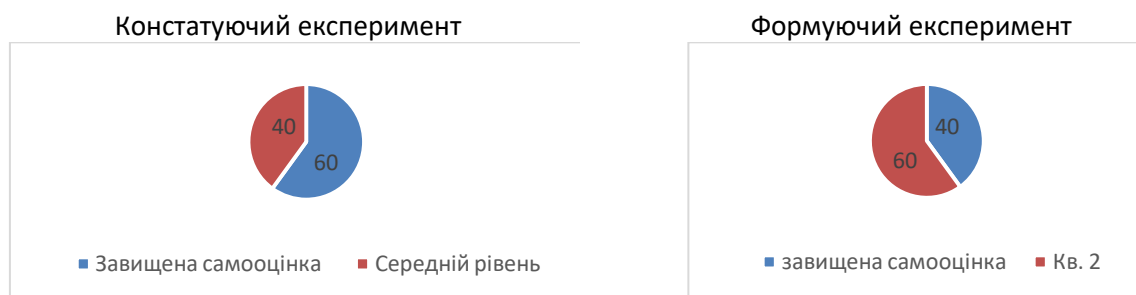 Констатуючий експеримент
40
60
Завищена самооцінка Середній рівень
Формуючий експеримент
40
60
завищена самооцінка Кв. 2